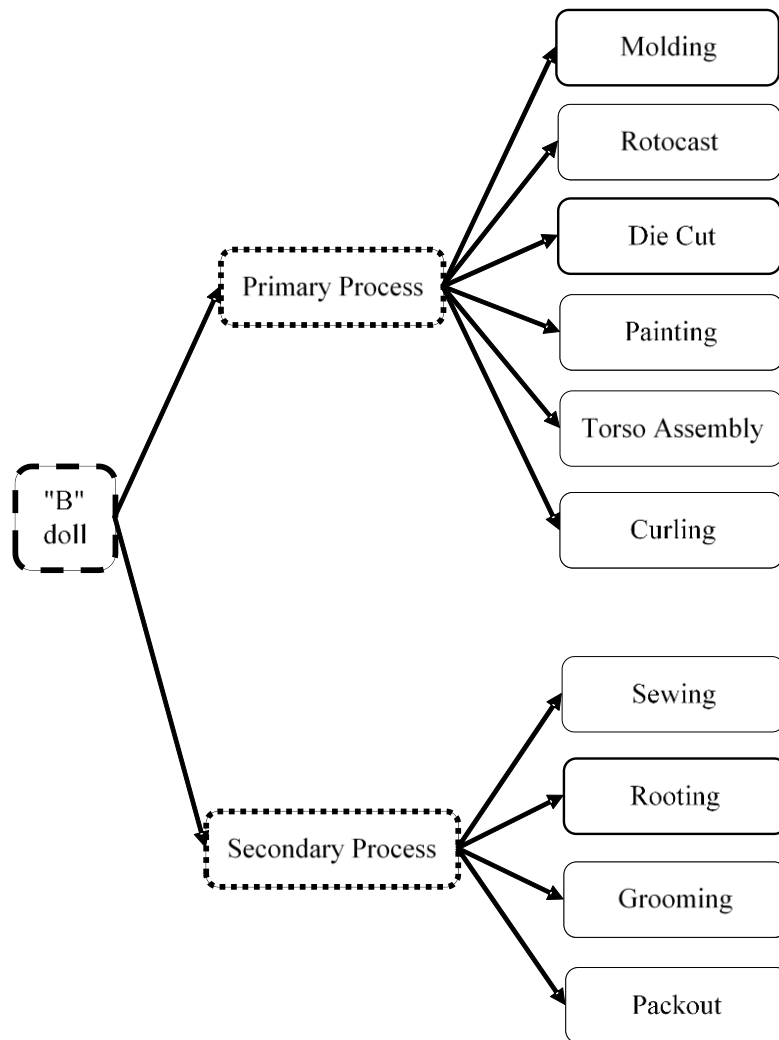 Molding
Rotocast
Die Cut
Primary Process
Painting
Torso Assembly
"B"
doll
Curling
Sewing
Rooting
Secondary Process
Grooming
Packout